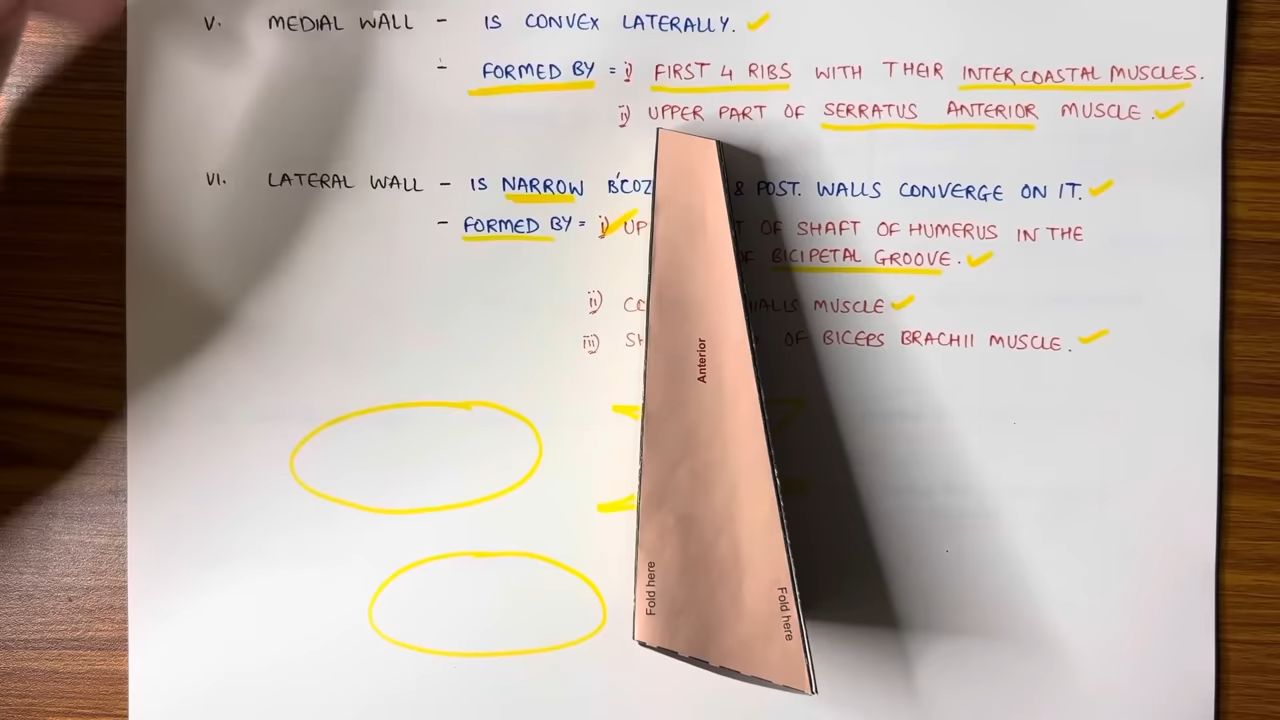 V. MEDIAL WALL - IS CONVEX LATERALLY.
- FORMED BY = i) FIRST 4 RIBS WITH THEIR INTERCOASTAL MUSCLES.
ii) UPPER PART OF SERRATUS ANTERIOR MUSCLE.
VI. LATERAL WALL - IS NARROW B'COZ & POST. WALLS CONVERGE ON IT.
- FORMED BY = i) UP OF SHAFT OF HUMERUS IN THE
BICIPETAL GROOVE.
ii) MUSCLE
iii) OF BICEPS BRACHII MUSCLE.
Anterior
Fold here
Fold here